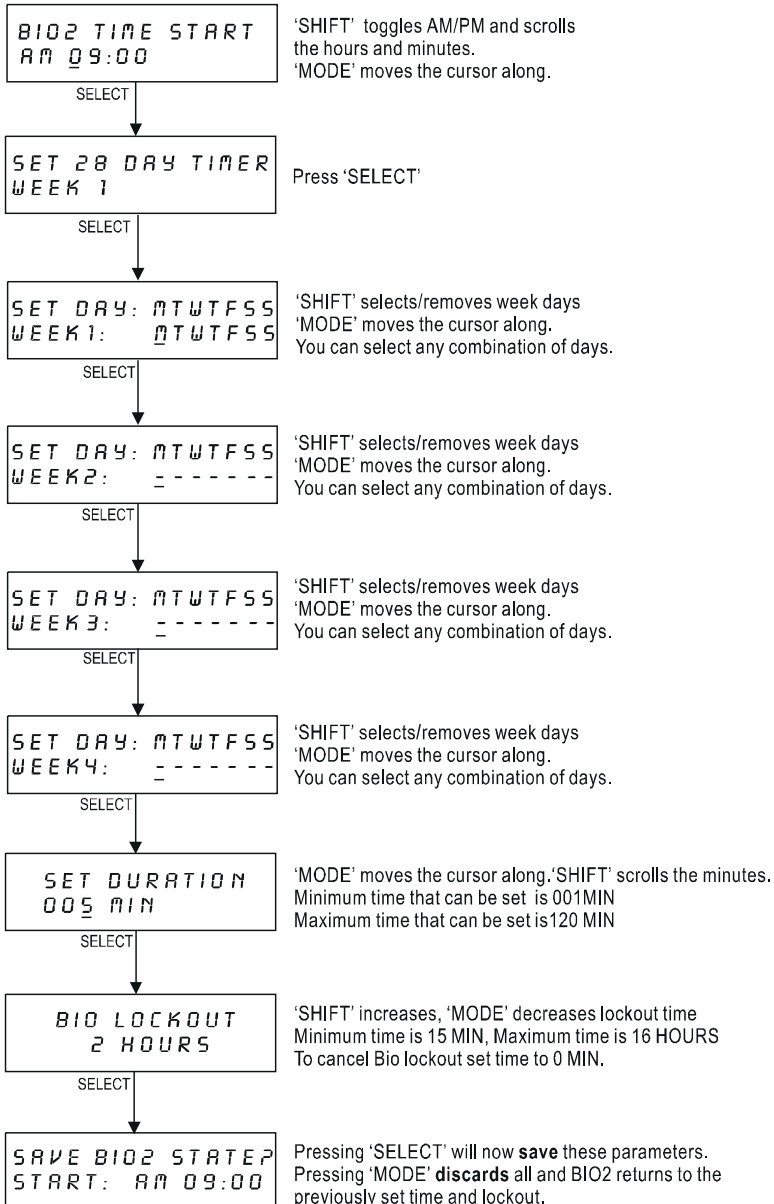 BIO2 TIME START
AM 09:00
'SHIFT' toggles AM/PM and scrolls
the hours and minutes.
'MODE' moves the cursor along.
SELECT
SET 28 DAY TIMER
WEEK 1
Press 'SELECT'
SELECT
SET DAY: MTWTFSS
WEEK1: MTWTFSS
'SHIFT' selects/removes week days
'MODE' moves the cursor along.
You can select any combination of days.
SELECT
SET DAY: MTWTFSS
WEEK2: - - - - - - -
'SHIFT' selects/removes week days
'MODE' moves the cursor along.
You can select any combination of days.
SELECT
SET DAY: MTWTFSS
WEEK3: - - - - - - -
'SHIFT' selects/removes week days
'MODE' moves the cursor along.
You can select any combination of days.
SELECT
SET DAY: MTWTFSS
WEEK4: - - - - - - -
'SHIFT' selects/removes week days
'MODE' moves the cursor along.
You can select any combination of days.
SELECT
SET DURATION
005 MIN
'MODE' moves the cursor along.'SHIFT' scrolls the minutes.
Minimum time that can be set is 001MIN
Maximum time that can be set is120 MIN
SELECT
BIO LOCKOUT
2 HOURS
'SHIFT' increases, 'MODE' decreases lockout time
Minimum time is 15 MIN, Maximum time is 16 HOURS
To cancel Bio lockout set time to 0 MIN.
SELECT
SAVE BIO2 STATE?
START: AM 09:00
Pressing 'SELECT' will now save these parameters.
Pressing 'MODE' discards all and BIO2 returns to the
previously set time and lockout.